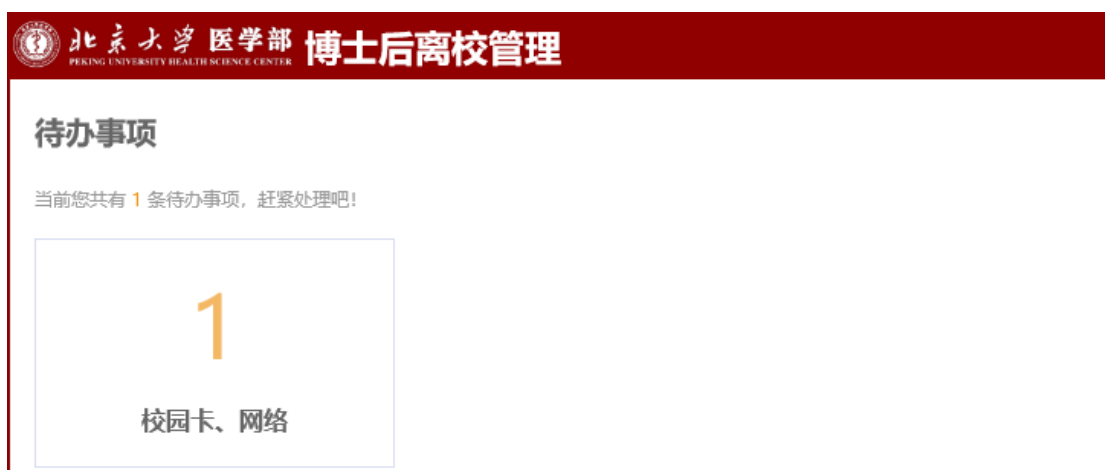 北京大学 医学部 博士后离校管理
PEKING UNIVERSITY HEALTH SCIENCE CENTER
待办事项
当前您共有 1 条待办事项，赶紧处理吧！
1
校园卡、网络